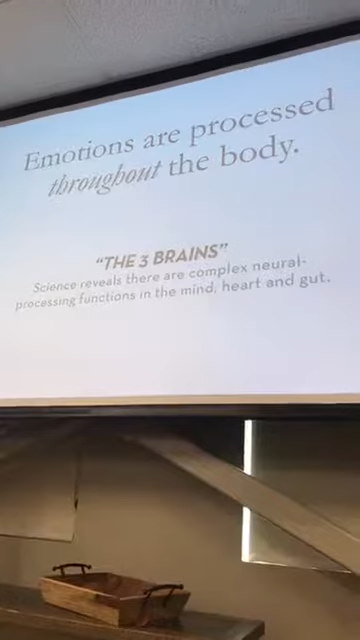 Emotions are processed
throughout the body.
“THE 3 BRAINS”
Science reveals there are complex neural-
processing functions in the mind, heart and gut.